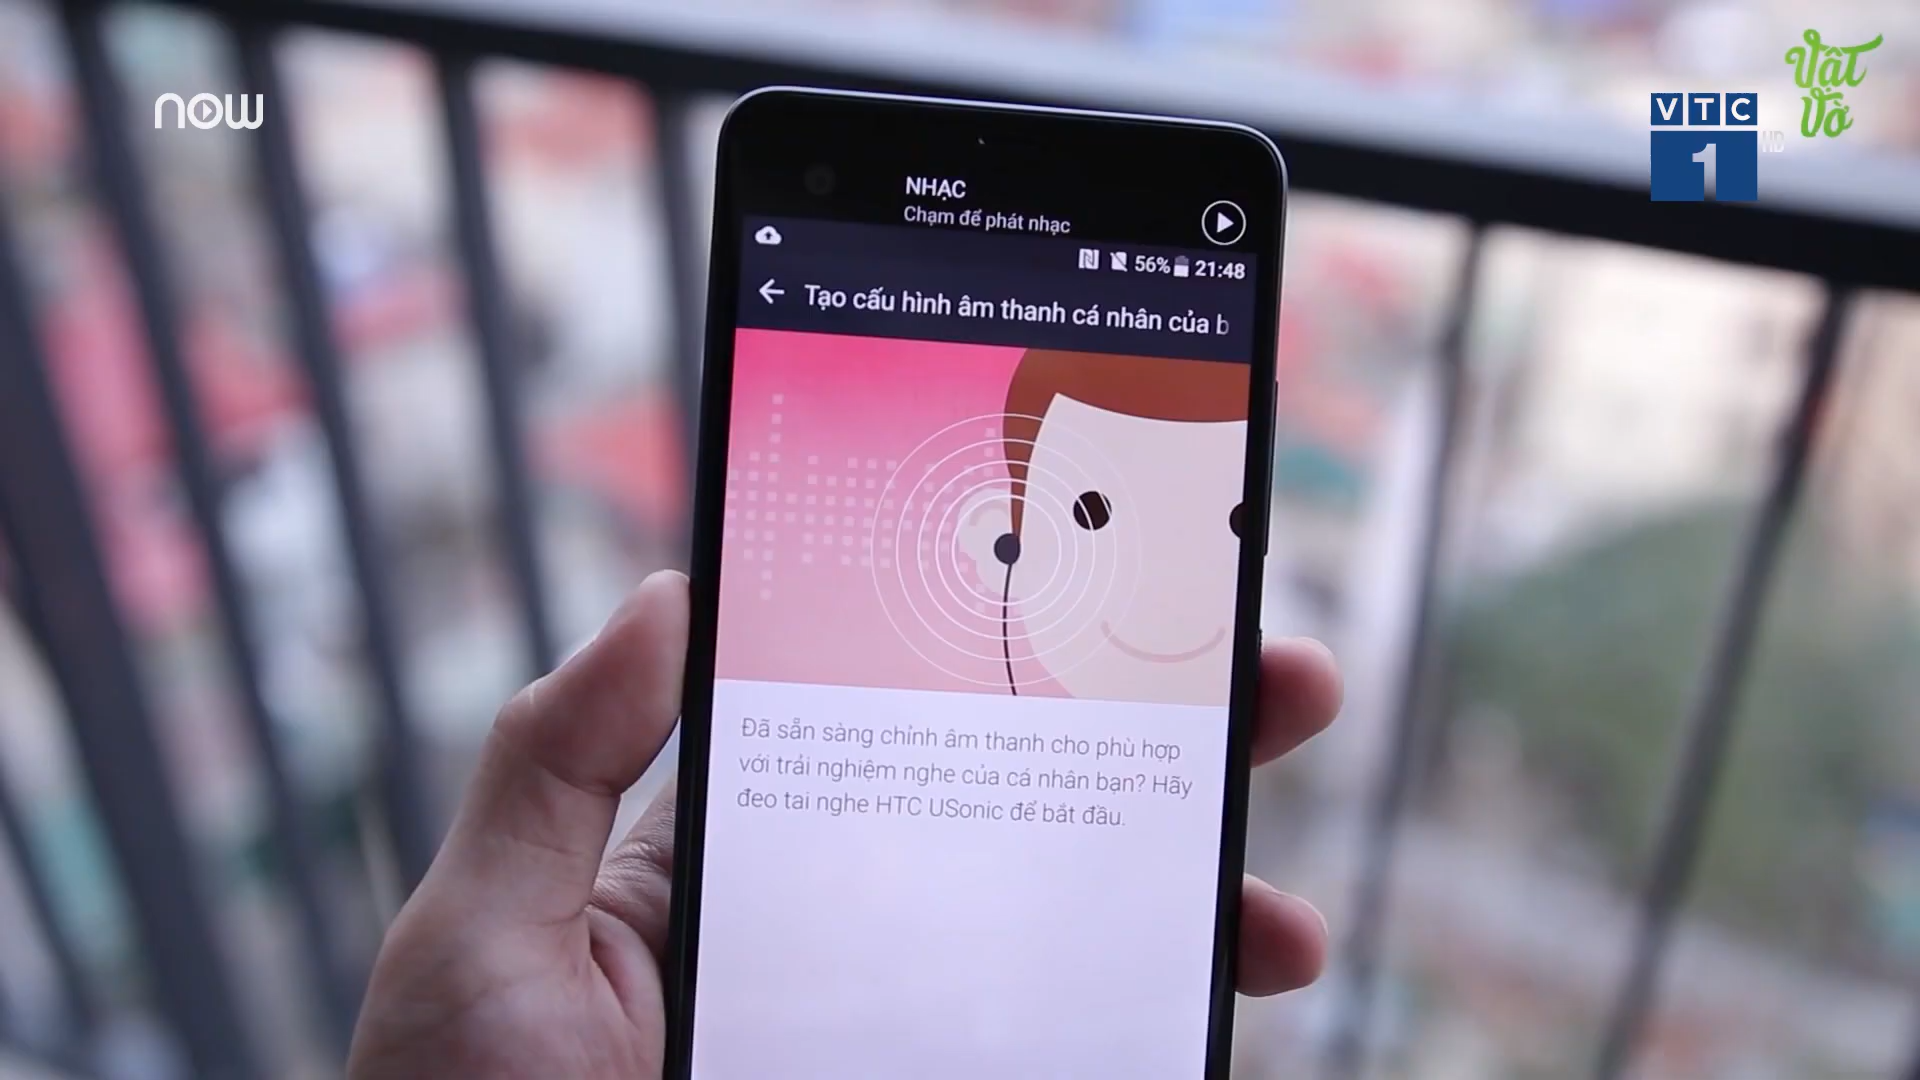 now
Vật
Vờ
VTC
1
HD
NHẠC
Chạm để phát nhạc
56%
21:48
Tạo cấu hình âm thanh cá nhân của b
Đã sẵn sàng chỉnh âm thanh cho phù hợp
với trải nghiệm nghe của cá nhân bạn? Hãy
đeo tai nghe HTC USonic để bắt đầu.